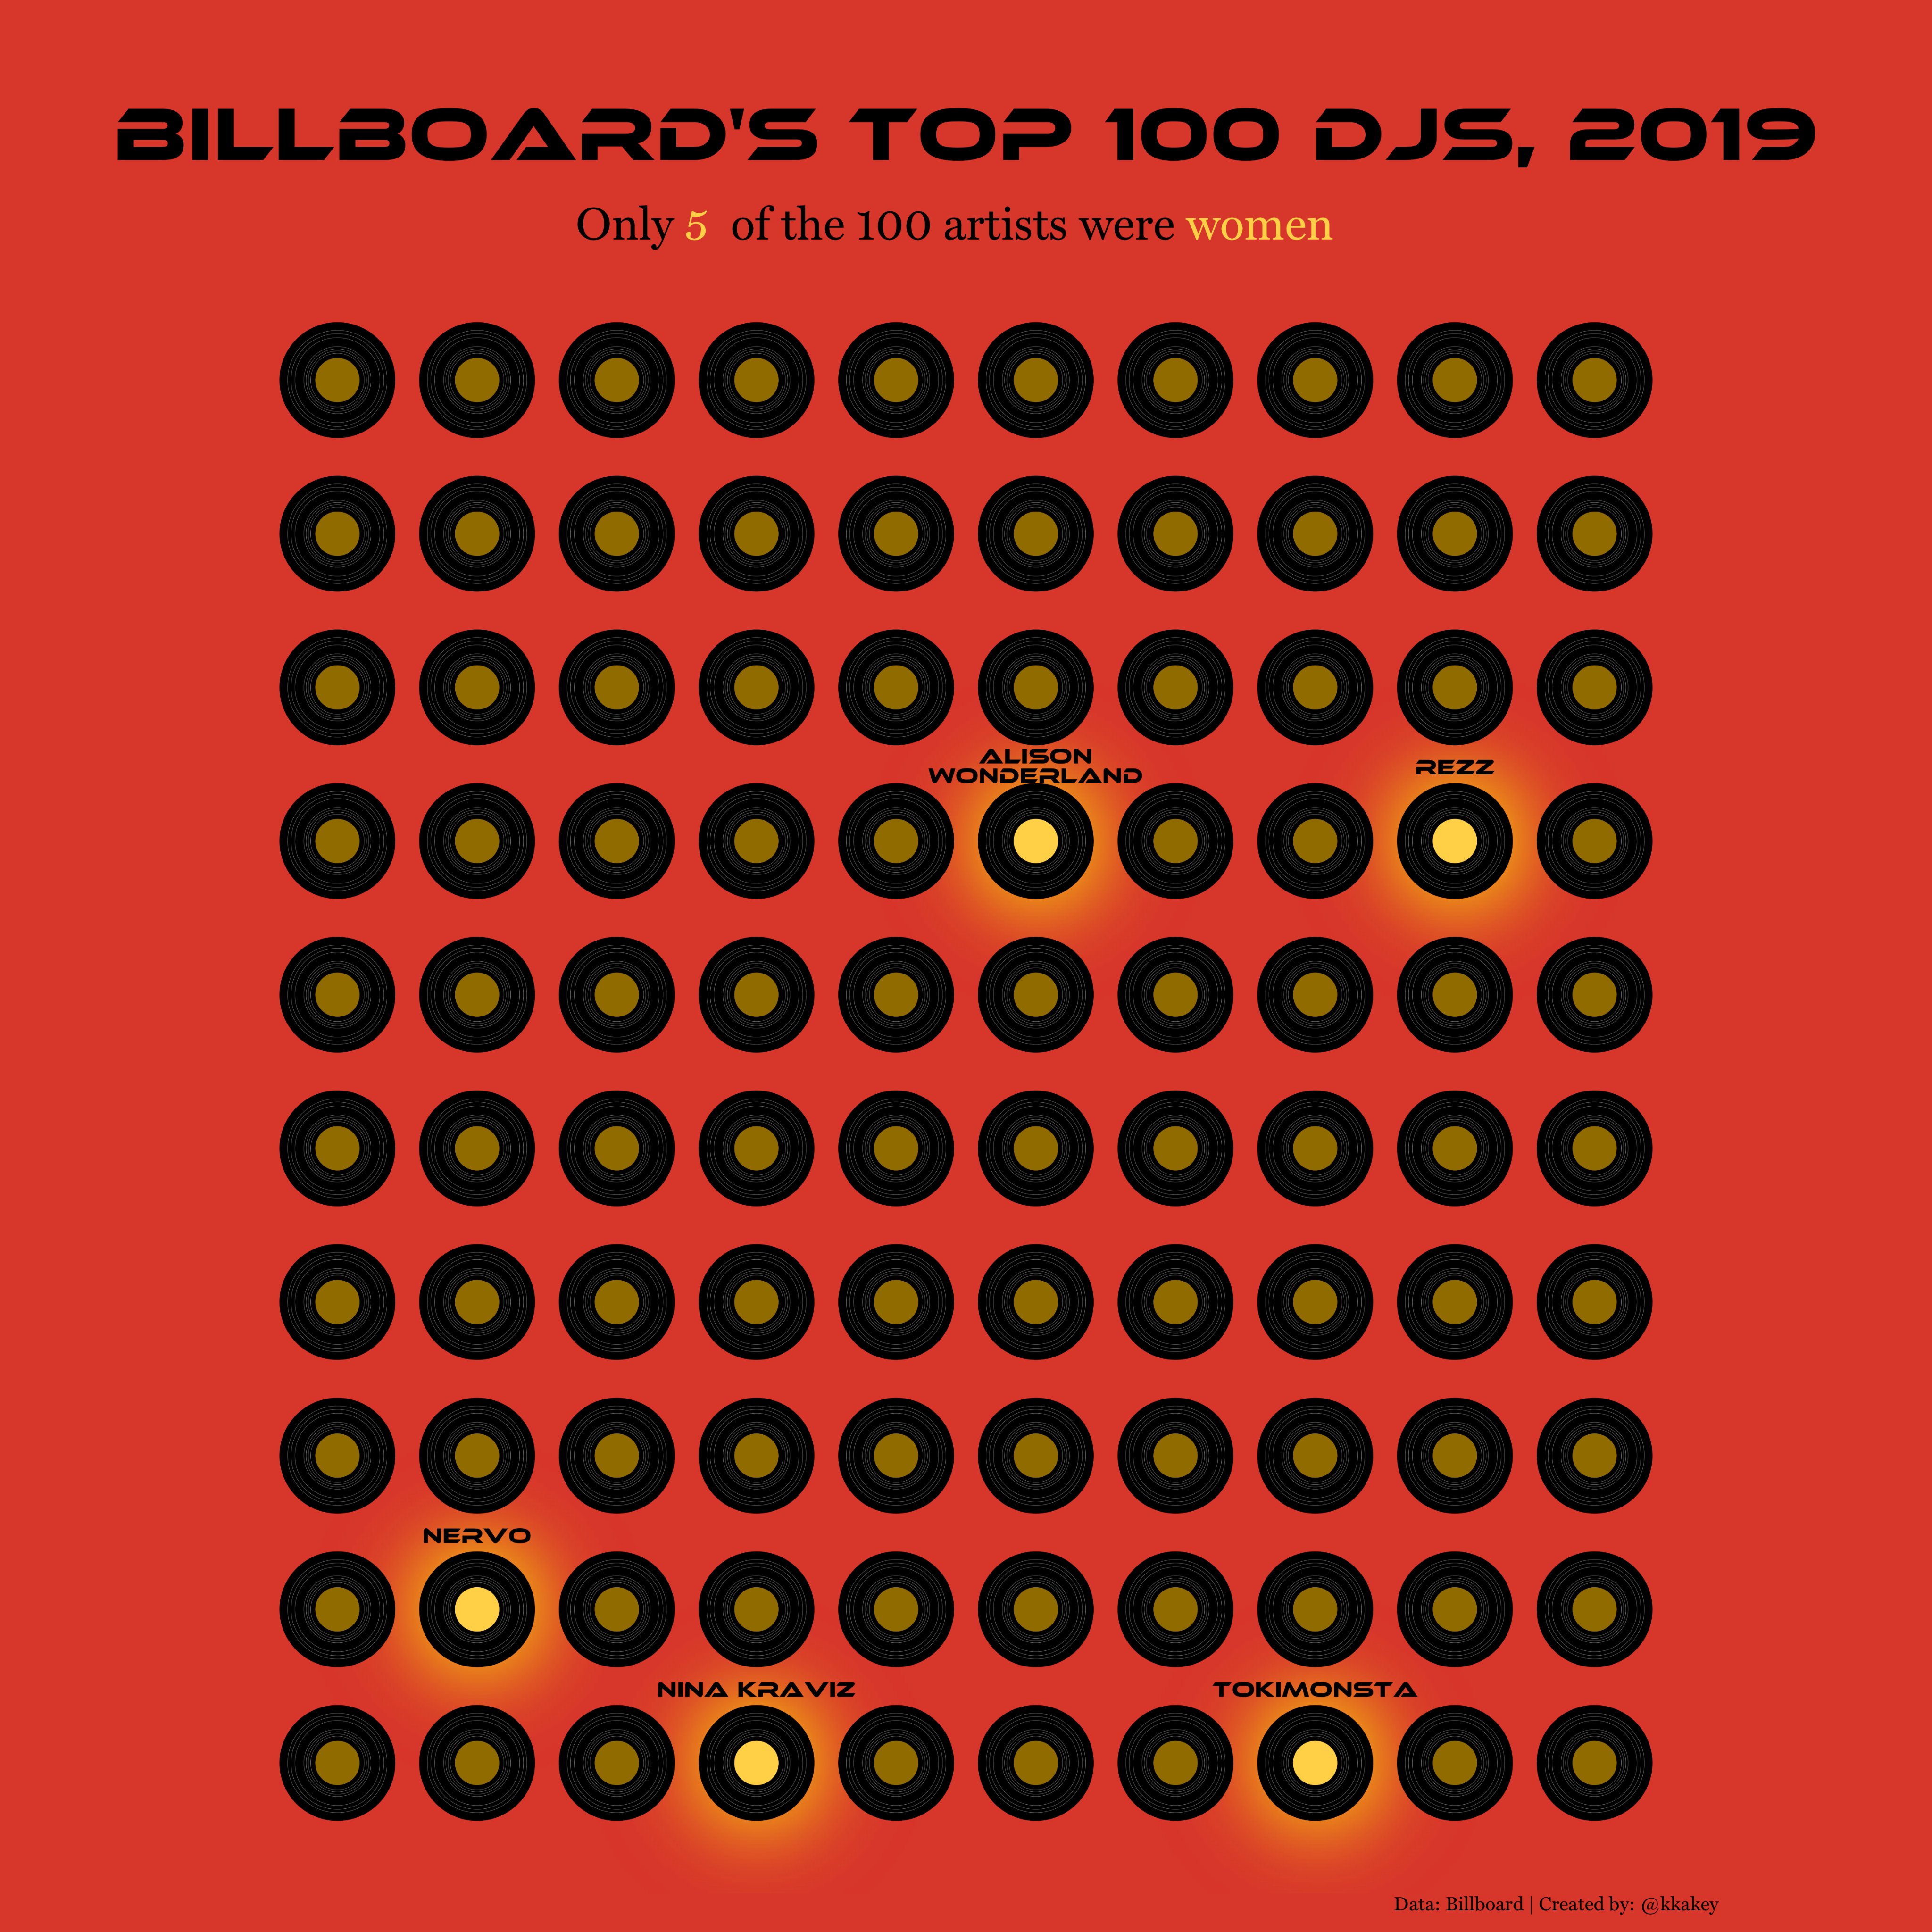 BILLBOARD'S TOP 100 DJS, 2019
Only 5 of the 100 artists were women
ALISON
WONDERLAND
REZZ
NERVO
NINA KRAVIZ
TOKIMONSTA
Data: Billboard | Created by: @kkakey